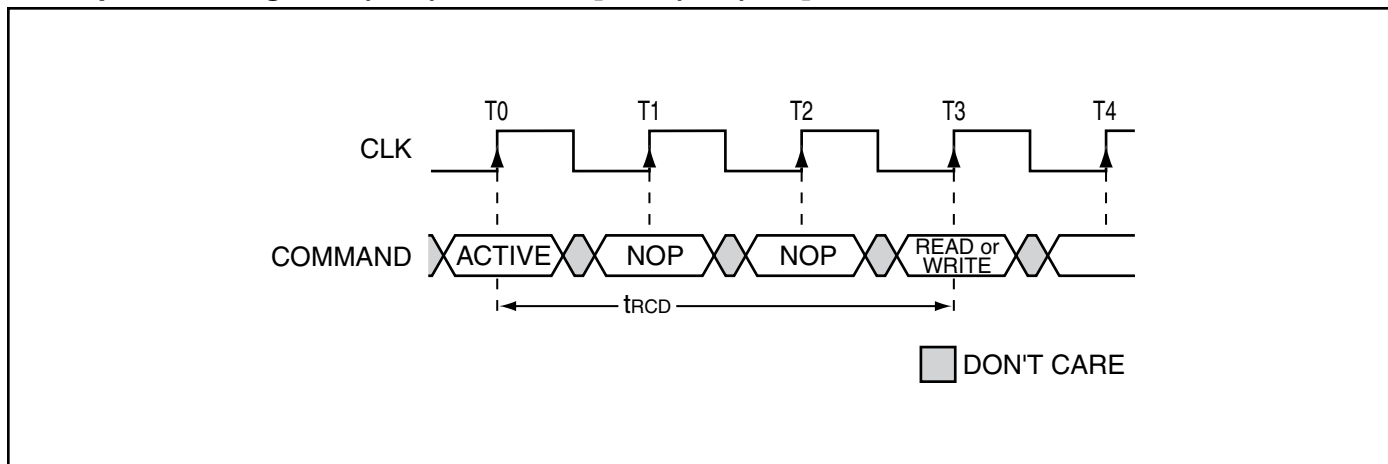 T0 T1 T2 T3 T4
CLK
COMMAND ACTIVE NOP NOP READ or
WRITE
tRCD
DON'T CARE